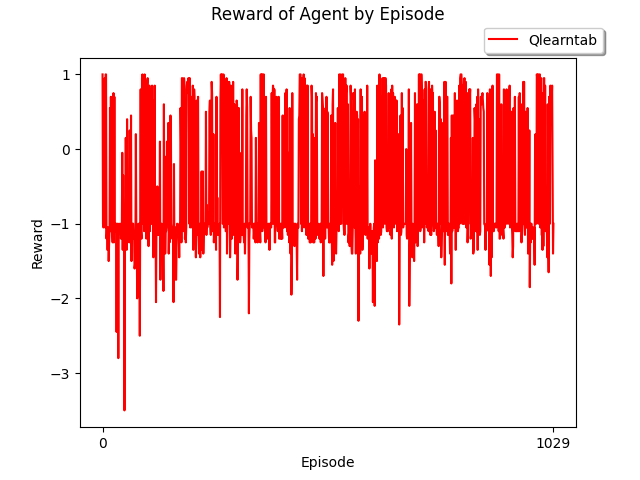 Reward of Agent by Episode
Qlearntab
1
0
−1
−2
−3
Reward
0
1029
Episode